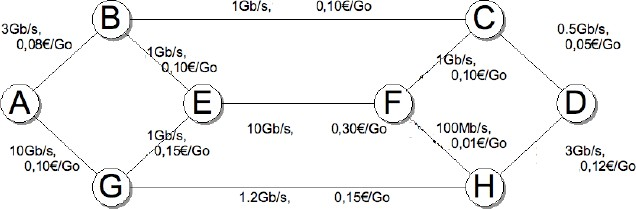 1Gb/s, 0,10€/Go
B
C
3Gb/s,
0,08€/Go
0.5Gb/s,
0,05€/Go
1Gb/s,
0,10€/Go
1Gb/s,
0,10€/Go
A
E
F
D
10Gb/s, 0,30€/Go
1Gb/s,
0,15€/Go
100Mb/s,
0,01€/Go
10Gb/s,
0,10€/Go
3Gb/s,
0,12€/Go
G
H
1.2Gb/s, 0,15€/Go